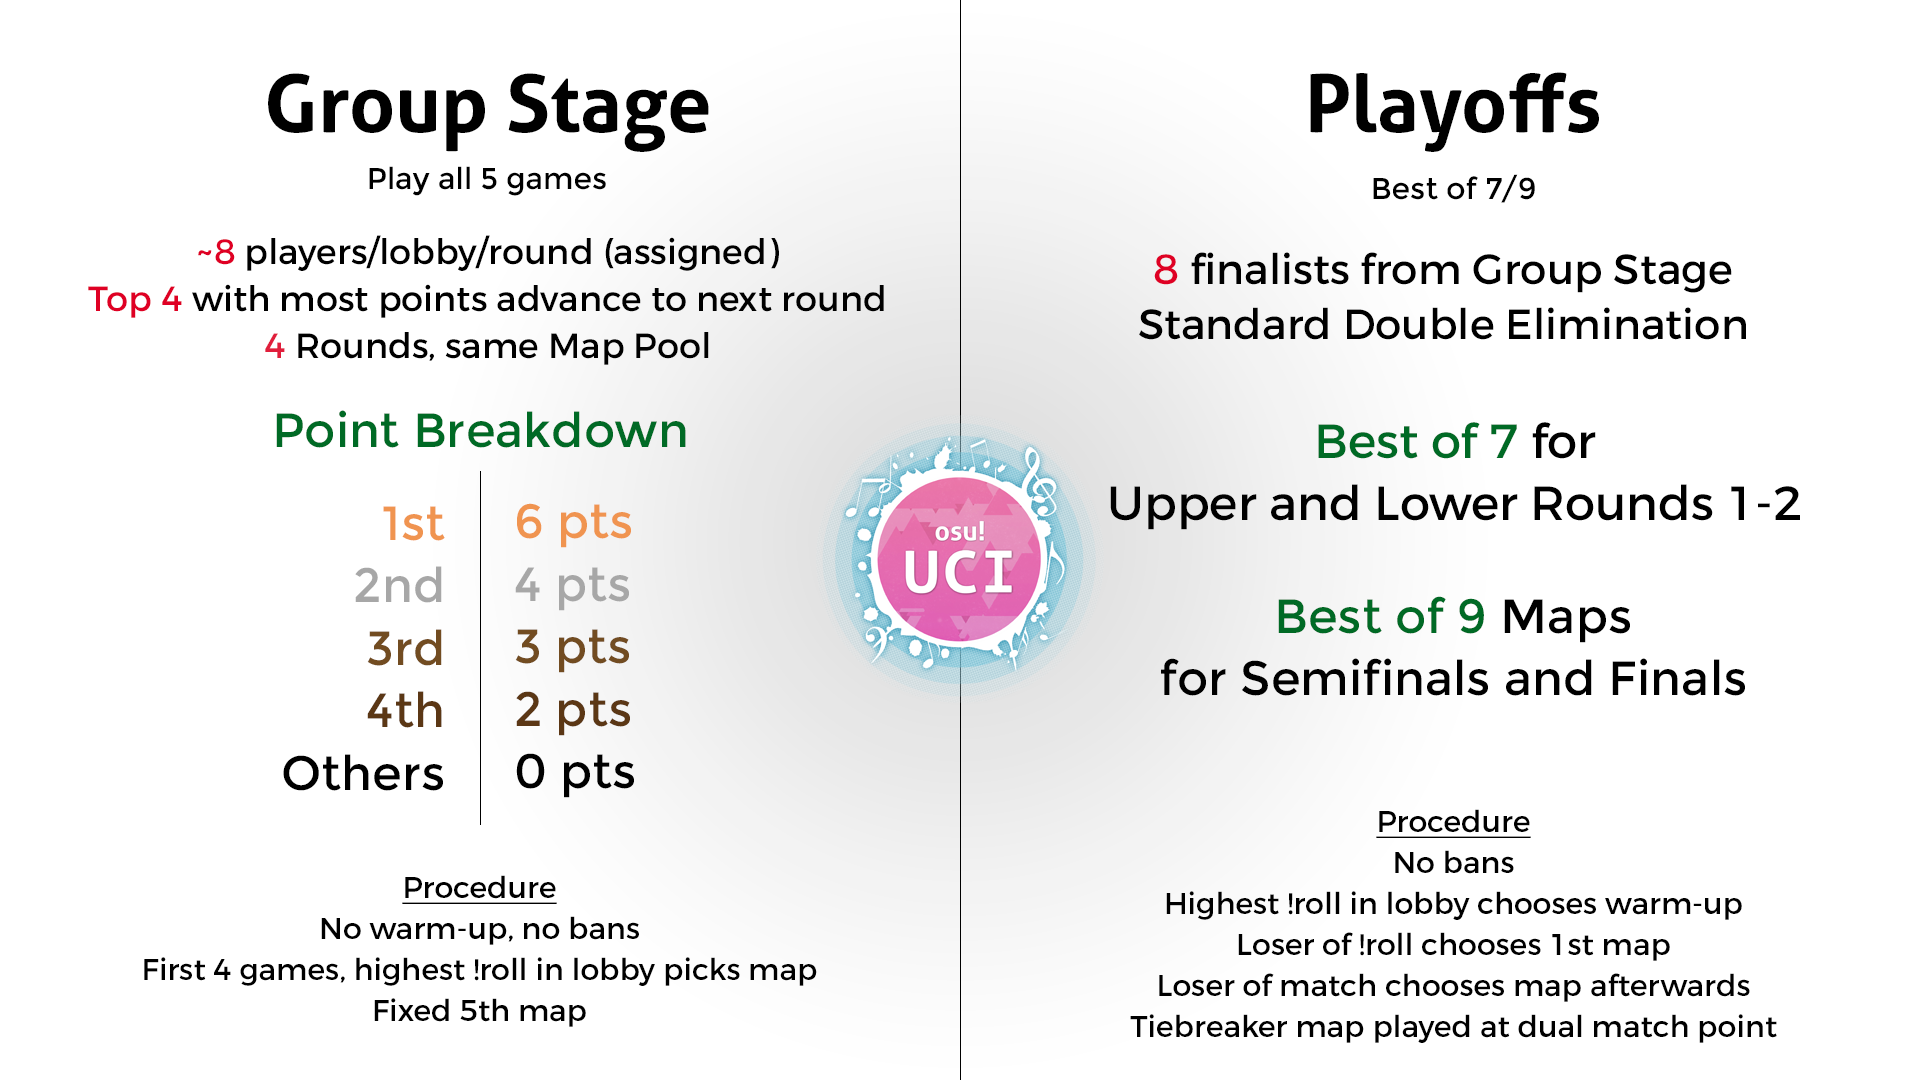 Group Stage
Play all 5 games
~8 players/lobby/round (assigned)
Top 4 with most points advance to next round
4 Rounds, same Map Pool
Point Breakdown
1st 6 pts
2nd 4 pts
3rd 3 pts
4th 2 pts
Others 0 pts
Procedure
No warm-up, no bans
First 4 games, highest !roll in lobby picks map
Fixed 5th map
osu!
UCI
Playoffs
Best of 7/9
8 finalists from Group Stage
Standard Double Elimination
Best of 7 for
Upper and Lower Rounds 1-2
Best of 9 Maps
for Semifinals and Finals
Procedure
No bans
Highest !roll in lobby chooses warm-up
Loser of !roll chooses 1st map
Loser of match chooses map afterwards
Tiebreaker map played at dual match point